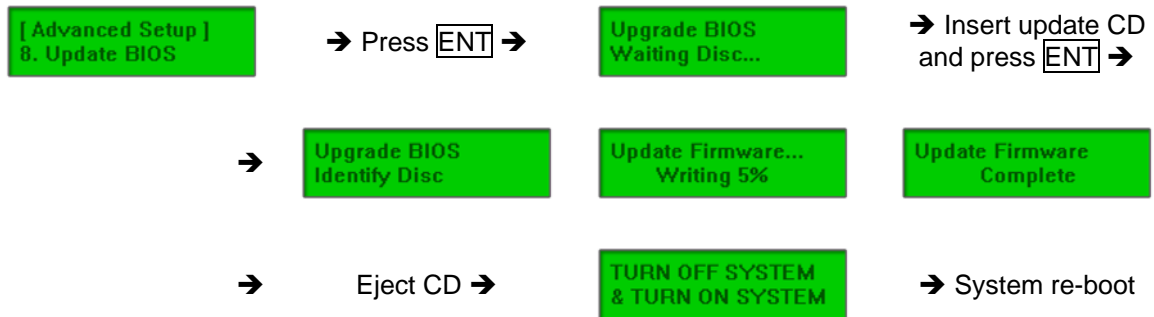 [ Advanced Setup ]
8. Update BIOS
➔ Press ENT ➔
Upgrade BIOS
Waiting Disc...
➔ Insert update CD
and press ENT ➔
➔
Upgrade BIOS
Identify Disc
Update Firmware...
Writing 5%
Update Firmware
Complete
➔
Eject CD ➔
TURN OFF SYSTEM
& TURN ON SYSTEM
➔ System re-boot